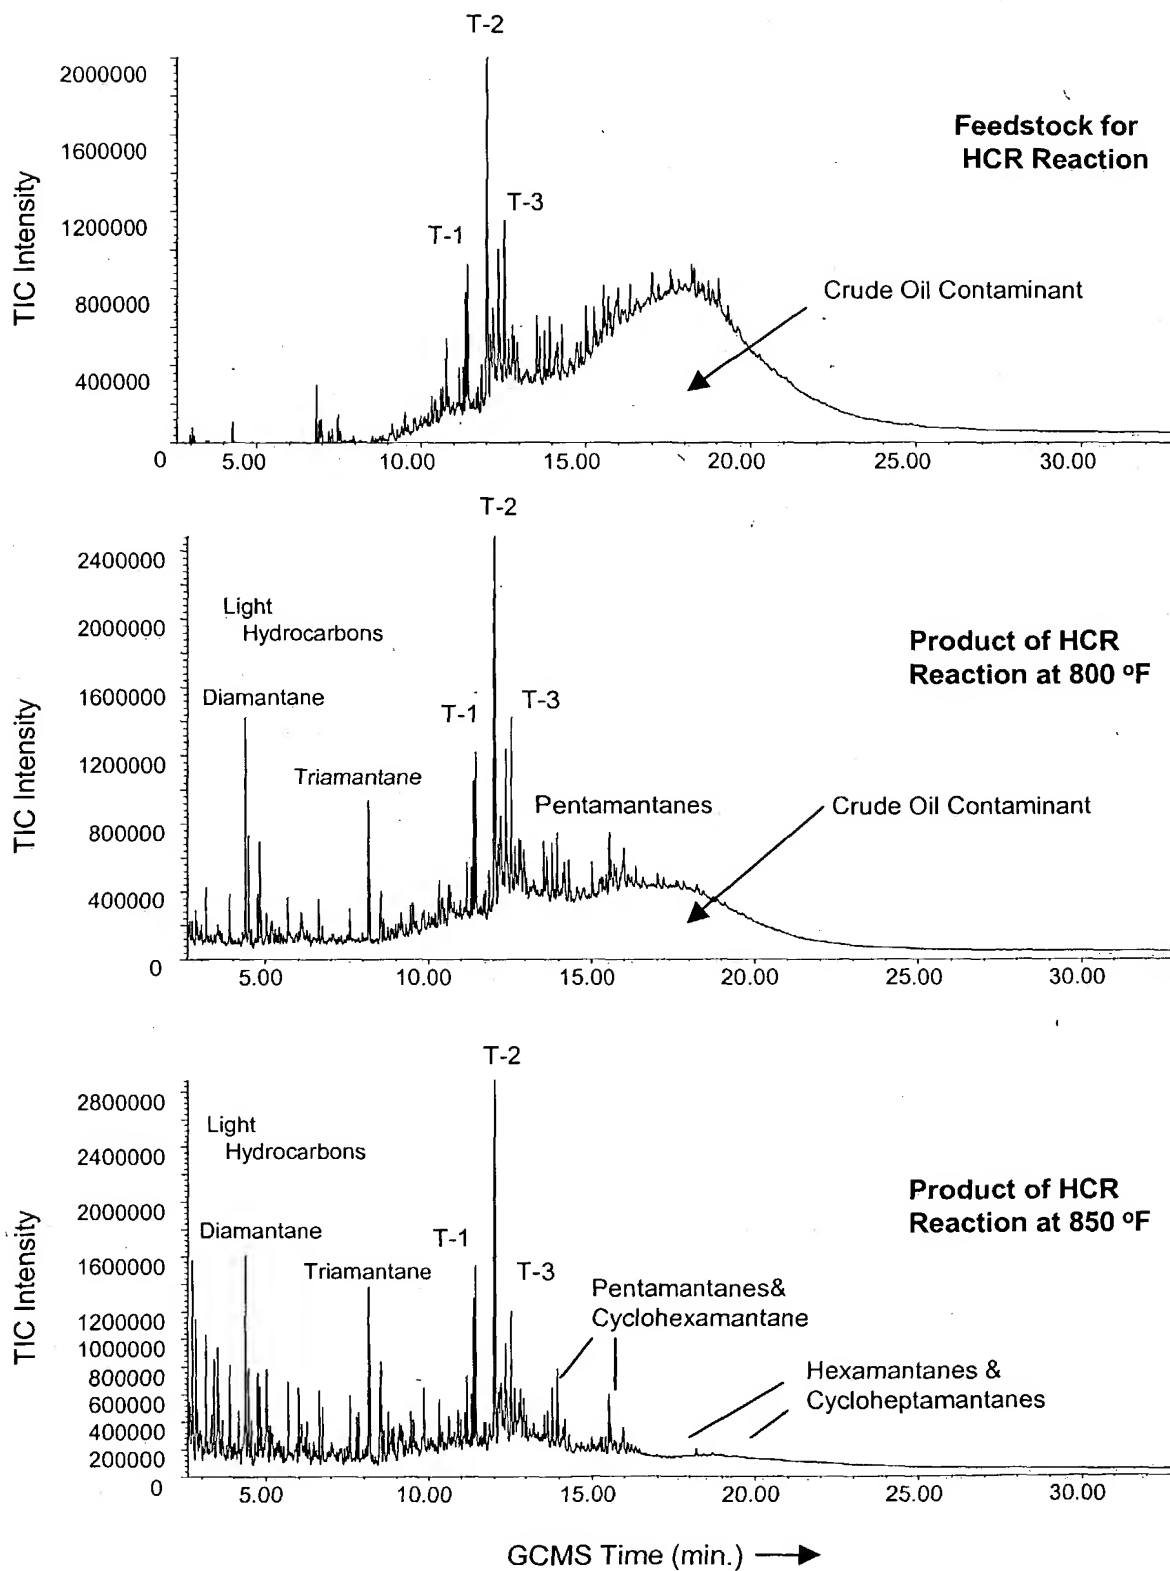 T-2
2000000
1600000
1200000
800000
400000
0
TIC Intensity
T-1
T-3
Feedstock for
HCR Reaction
Crude Oil Contaminant
5.00 10.00 15.00 20.00 25.00 30.00
T-2
2400000
2000000
1600000
1200000
800000
400000
0
TIC Intensity
Light
Hydrocarbons
Diamantane
Triamantane
T-1
T-3
Pentamantanes
Product of HCR
Reaction at 800 ºF
Crude Oil Contaminant
5.00 10.00 15.00 20.00 25.00 30.00
T-2
2800000
2400000
2000000
1600000
1200000
1000000
800000
600000
400000
200000
0
TIC Intensity
Light
Hydrocarbons
Diamantane
Triamantane
T-1
T-3
Product of HCR
Reaction at 850 ºF
Pentamantanes&
Cyclohexamantane
Hexamantanes &
Cycloheptamantanes
5.00 10.00 15.00 20.00 25.00 30.00
GCMS Time (min.)